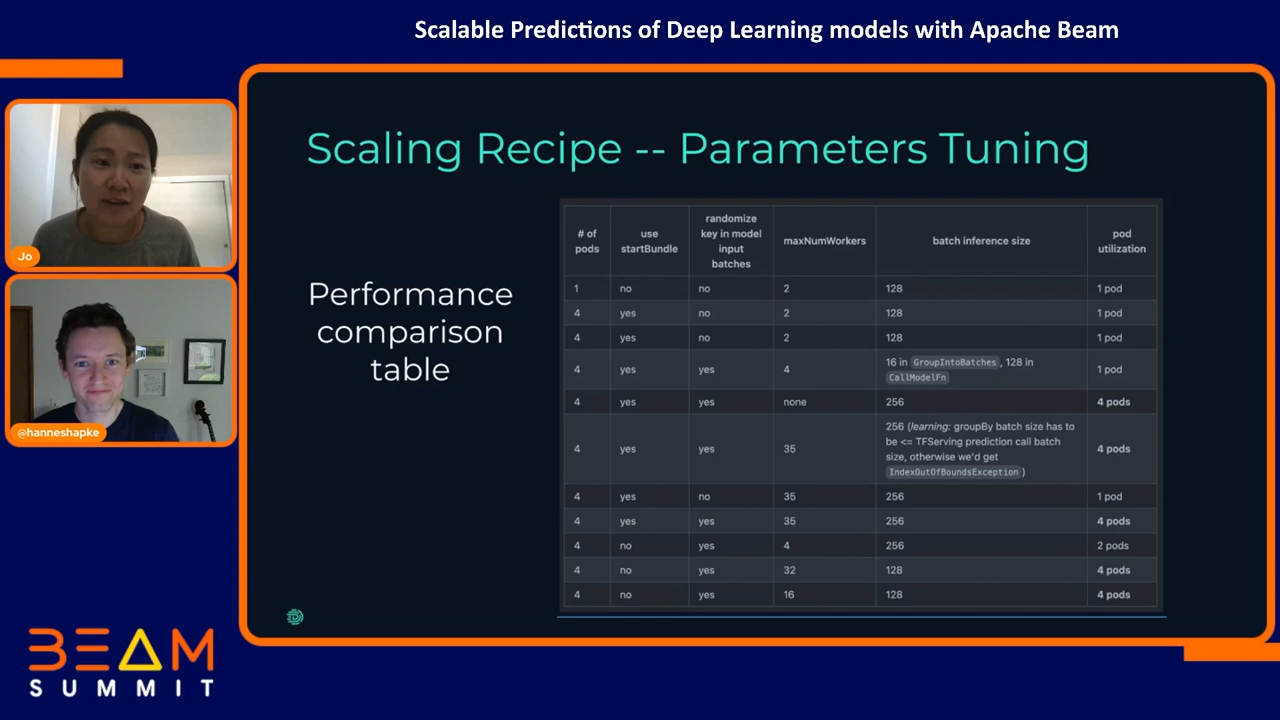 Scalable Predictions of Deep Learning models with Apache Beam
Jo
@hanneshapke
BEAM
SUMMIT
Scaling Recipe -- Parameters Tuning
Performance
comparison
table
# of pods | use startBundle | randomize key in model input batches | maxNumWorkers | batch inference size | pod utilization
1 | no | no | 2 | 128 | 1 pod
4 | yes | no | 2 | 128 | 1 pod
4 | yes | no | 2 | 128 | 1 pod
4 | yes | yes | 4 | 16 in GroupIntoBatches, 128 in CallModelFn | 1 pod
4 | yes | yes | none | 256 | 4 pods
4 | yes | yes | 35 | 256 (learning: groupBy batch size has to be <= TFServing prediction call batch size, otherwise we'd get IndexOutOfBoundsException) | 4 pods
4 | yes | no | 35 | 256 | 1 pod
4 | yes | yes | 35 | 256 | 4 pods
4 | no | yes | 4 | 256 | 2 pods
4 | no | yes | 32 | 128 | 4 pods
4 | no | yes | 16 | 128 | 4 pods